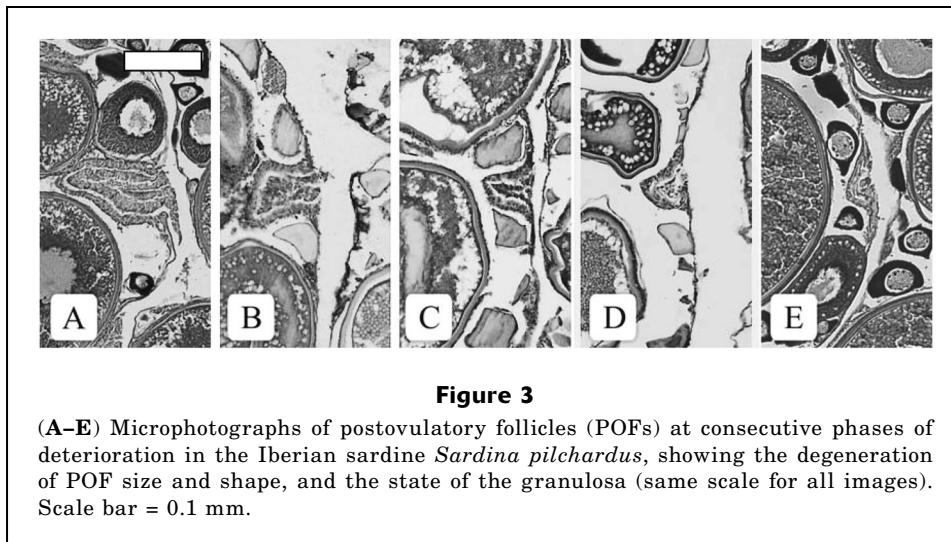 A
B
C
D
E
Figure 3
(A–E) Microphotographs of postovulatory follicles (POFs) at consecutive phases of
deterioration in the Iberian sardine Sardina pilchardus, showing the degeneration
of POF size and shape, and the state of the granulosa (same scale for all images).
Scale bar = 0.1 mm.